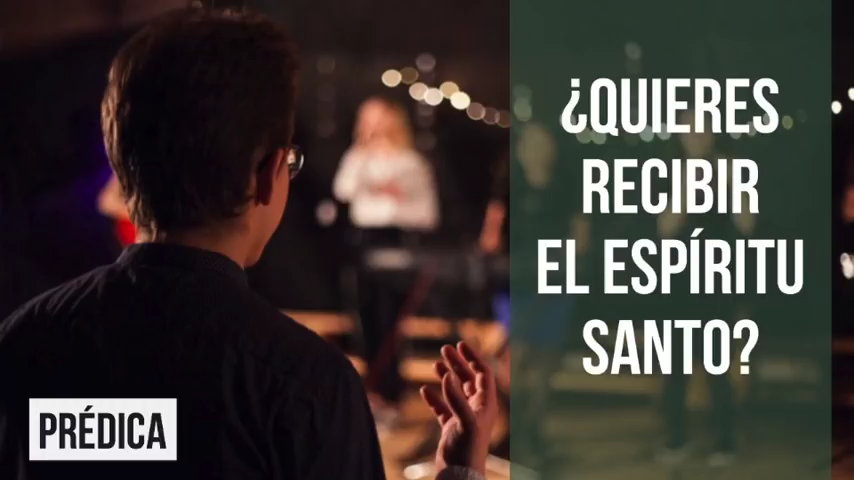 ¿QUIERES
RECIBIR
EL ESPÍRITU
SANTO?
PRÉDICA